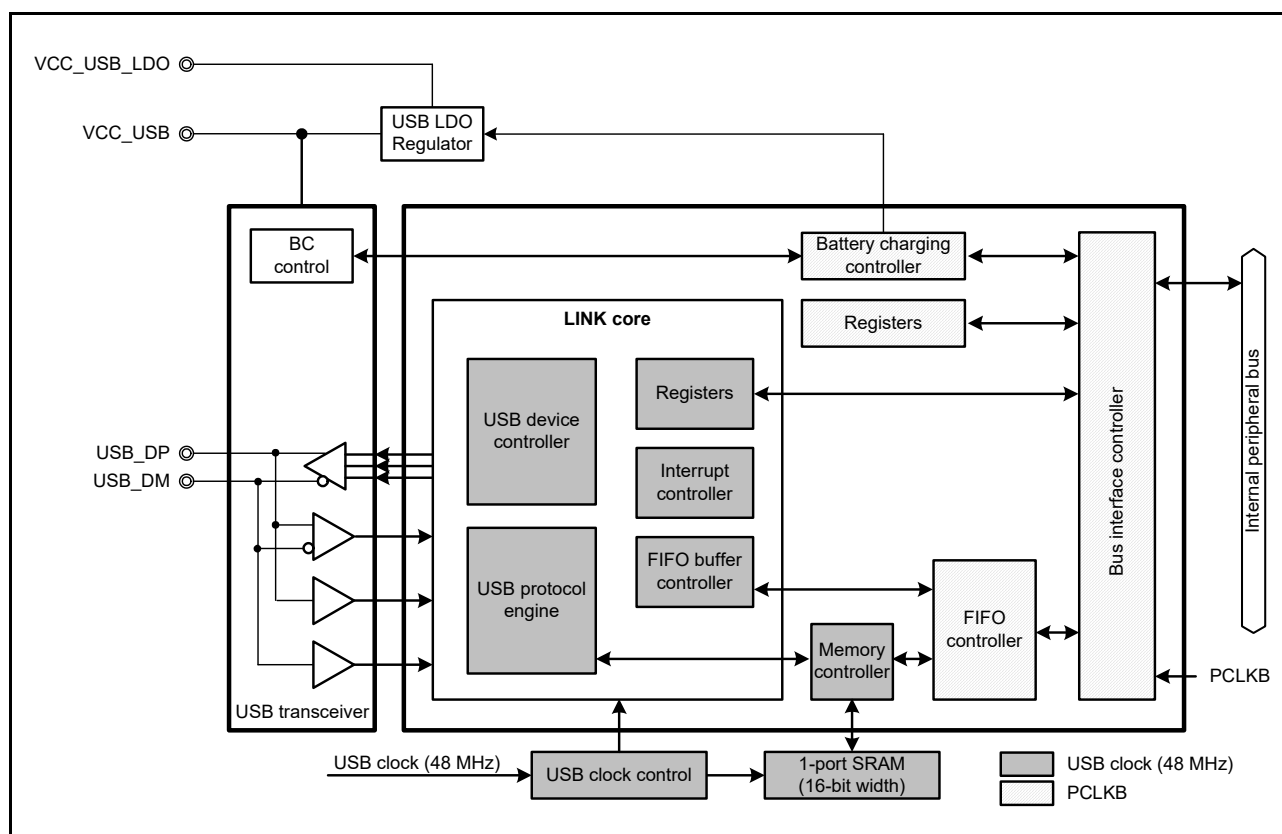 VCC_USB_LDO
VCC_USB
USB LDO
Regulator
BC
control
Battery charging
controller
LINK core
Registers
USB device
controller
Registers
Interrupt
controller
FIFO buffer
controller
USB protocol
engine
USB_DP
USB_DM
Memory
controller
FIFO
controller
Bus interface controller
Internal peripheral bus
PCLKB
USB transceiver
USB clock (48 MHz)
USB clock control
1-port SRAM
(16-bit width)
USB clock (48 MHz)
PCLKB